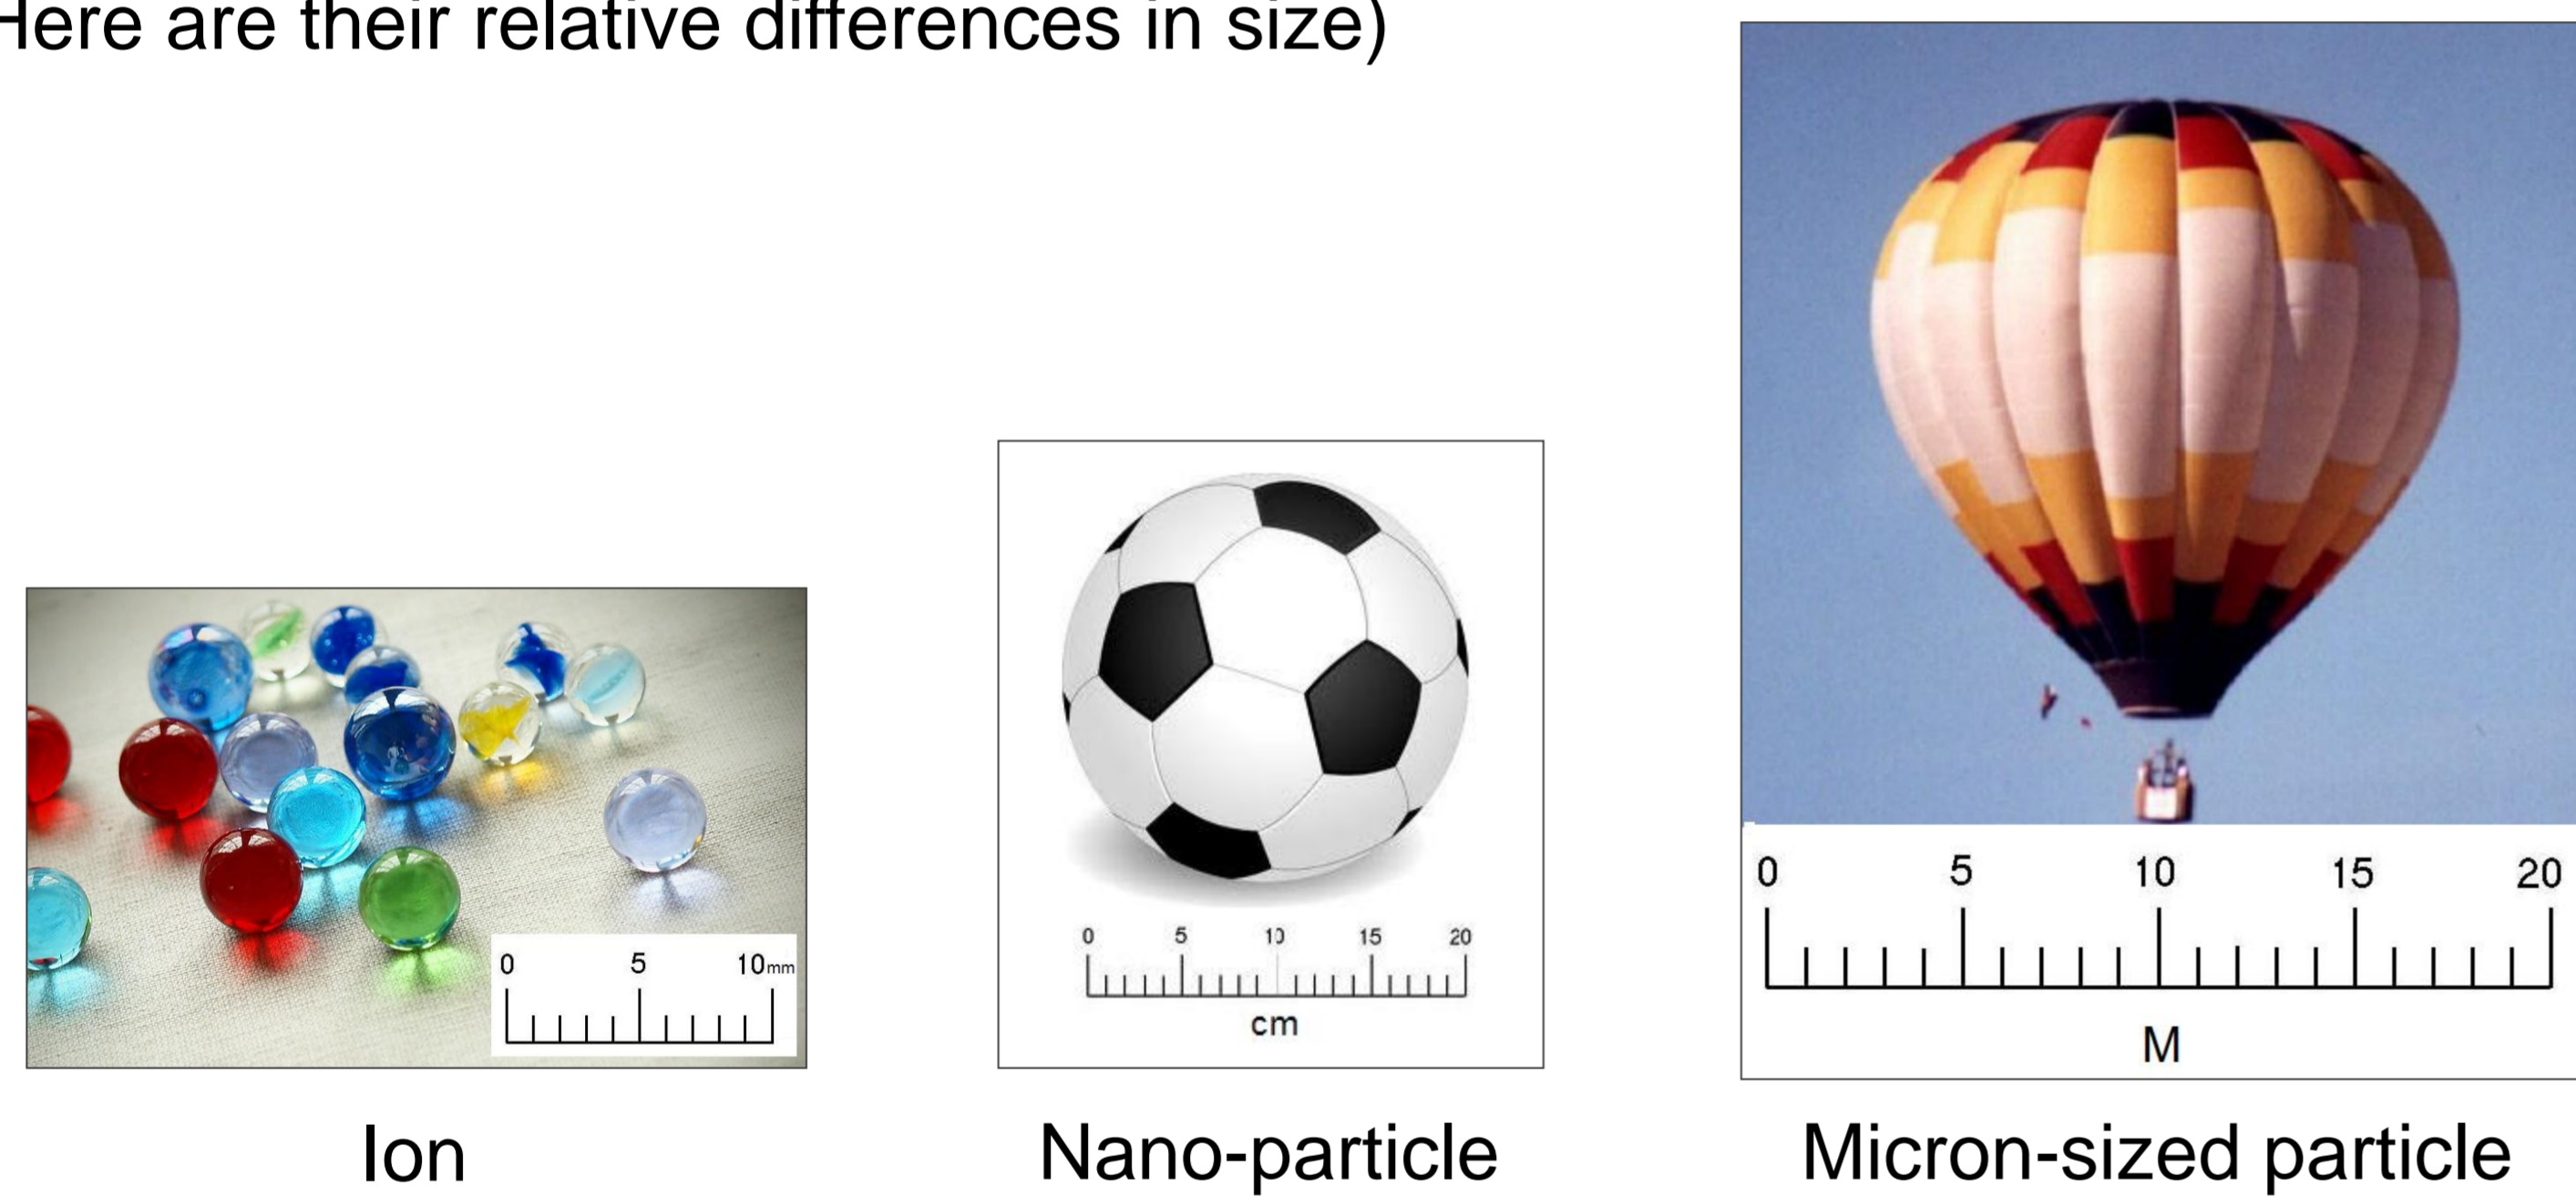 Here are their relative differences in size)
0 5 10mm
0 5 10 15 20
cm
0 5 10 15 20
M
Ion
Nano-particle
Micron-sized particle